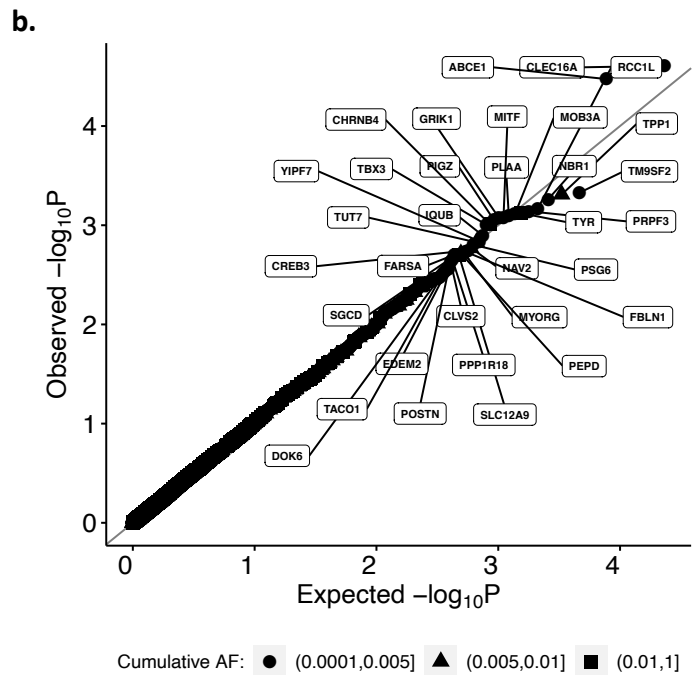 b.
ABCE1 CLEC16A RCC1L
CHRNB4 GRIK1 MITF MOB3A TPP1
YIPF7 TBX3 PIGZ PLAA NBR1 TM9SF2
TUT7 IQUB TYR PRPF3
CREB3 FARSA NAV2 PSG6
SGCD CLVS2 MYORG FBLN1
EDEM2 PPP1R18 PEPD
TACO1 POSTN SLC12A9
DOK6
Observed −log10P
4
3
2
1
0
0 1 2 3 4
Expected −log10P
Cumulative AF: (0.0001,0.005] (0.005,0.01] (0.01,1]